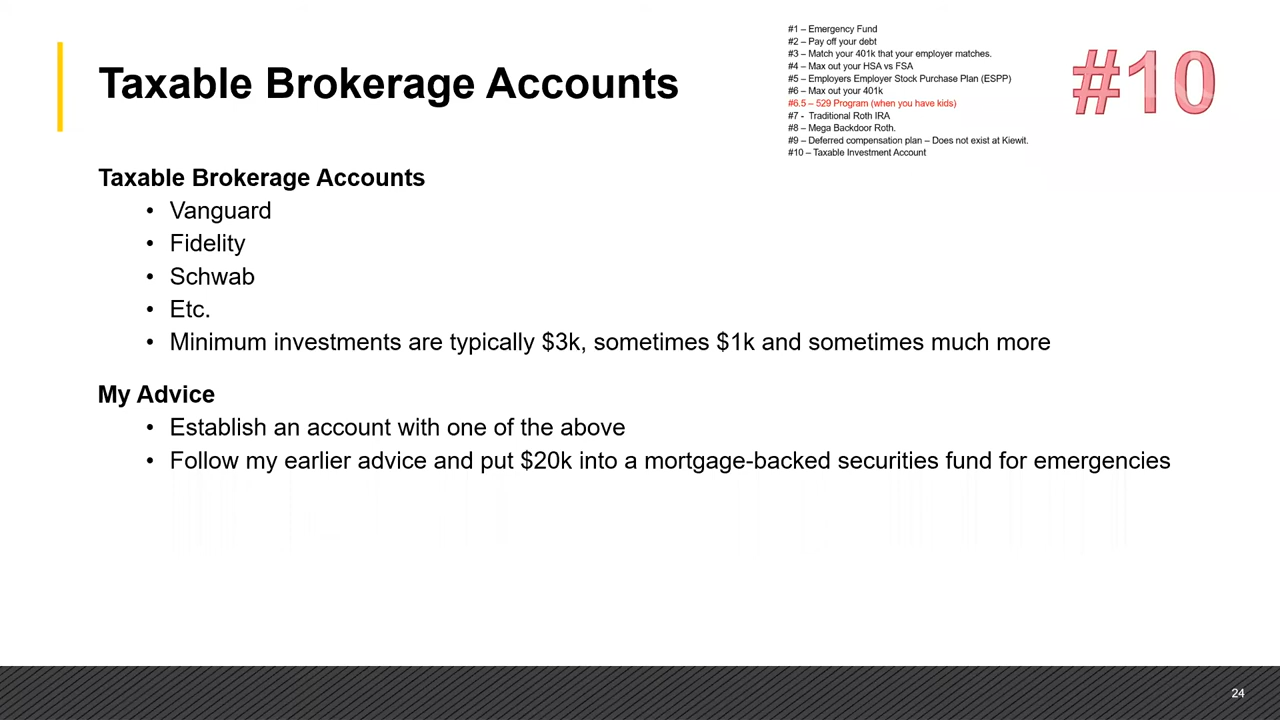 Taxable Brokerage Accounts
#1 – Emergency Fund
#2 – Pay off your debt
#3 – Match your 401k that your employer matches.
#4 – Max out your HSA vs FSA
#5 – Employers Employer Stock Purchase Plan (ESPP)
#6 – Max out your 401k
#6.5 – 529 Program (when you have kids)
#7 - Traditional Roth IRA
#8 – Mega Backdoor Roth.
#9 – Deferred compensation plan – Does not exist at Kiewit.
#10 – Taxable Investment Account
#10
Taxable Brokerage Accounts
• Vanguard
• Fidelity
• Schwab
• Etc.
• Minimum investments are typically $3k, sometimes $1k and sometimes much more
My Advice
• Establish an account with one of the above
• Follow my earlier advice and put $20k into a mortgage-backed securities fund for emergencies
24